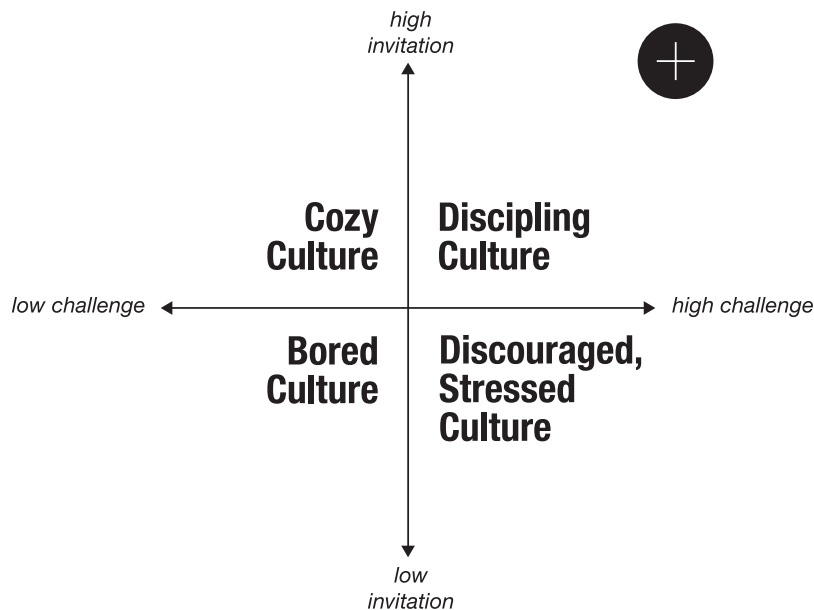 high
invitation
Cozy
Culture
Discipling
Culture
low challenge
high challenge
Bored
Culture
Discouraged,
Stressed
Culture
low
invitation